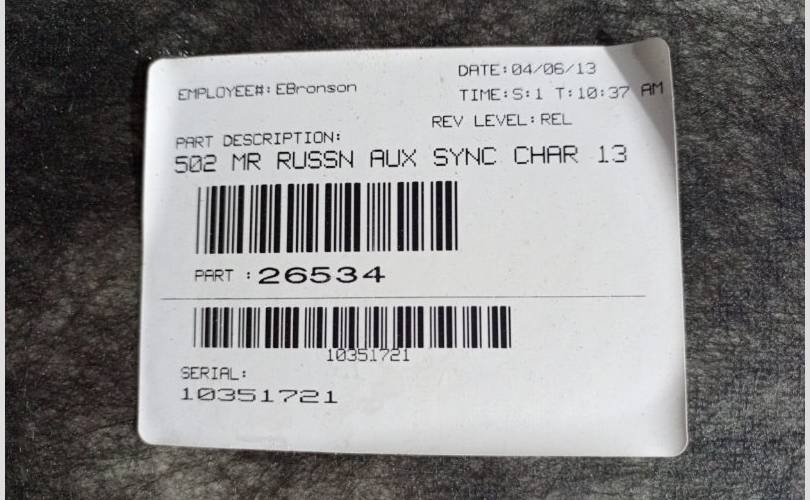 EMPLOYEE#: EBronson
DATE:04/06/13
TIME:S:1 T:10:37 AM
REV LEVEL:REL
PART DESCRIPTION:
502 MR RUSSN AUX SYNC CHAR 13
PART :26534
10351721
SERIAL:
10351721